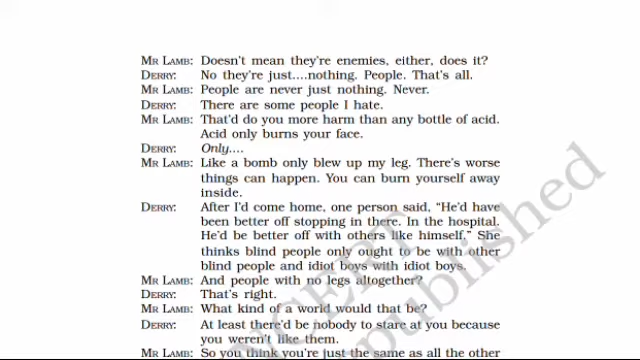 MR LAMB: Doesn't mean they're enemies, either, does it?
DERRY: No they're just....nothing. People. That's all.
MR LAMB: People are never just nothing. Never.
DERRY: There are some people I hate.
MR LAMB: That'd do you more harm than any bottle of acid.
Acid only burns your face.
DERRY: Only....
MR LAMB: Like a bomb only blew up my leg. There's worse
things can happen. You can burn yourself away
inside.
DERRY: After I'd come home, one person said, “He'd have
been better off stopping in there. In the hospital.
He'd be better off with others like himself.” She
thinks blind people only ought to be with other
blind people and idiot boys with idiot boys.
MR LAMB: And people with no legs altogether?
DERRY: That's right.
MR LAMB: What kind of a world would that be?
DERRY: At least there'd be nobody to stare at you because
you weren't like them.
MR LAMB: So you think you're just the same as all the other
NCERT
published